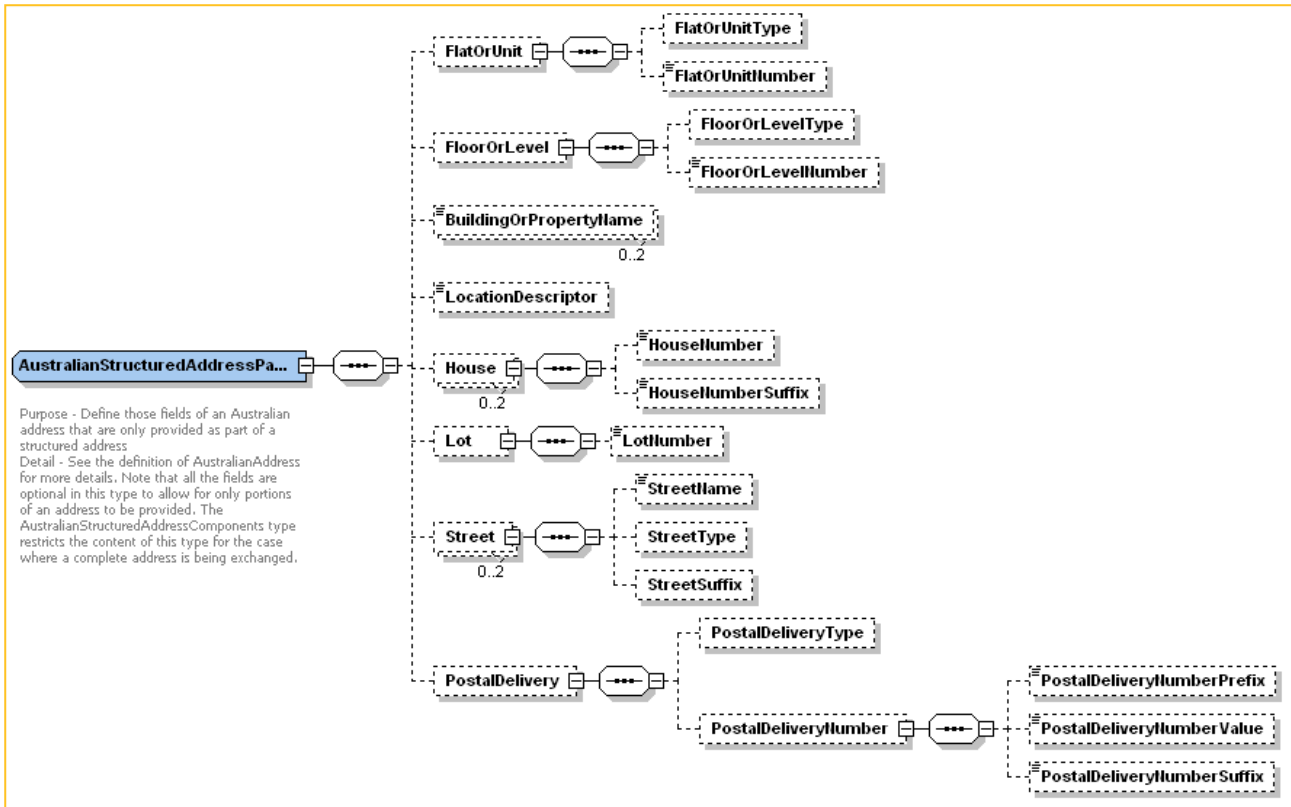 FlatOrUnit
FlatOrUnitType
FlatOrUnitNumber
FloorOrLevel
FloorOrLevelType
FloorOrLevelNumber
BuildingOrPropertyName
0..2
LocationDescriptor
AustralianStructuredAddressPa...
Purpose - Define those fields of an Australian
address that are only provided as part of a
structured address
Detail - See the definition of AustralianAddress
for more details. Note that all the fields are
optional in this type to allow for only portions
of an address to be provided. The
AustralianStructuredAddressComponents type
restricts the content of this type for the case
where a complete address is being exchanged.
House
0..2
HouseNumber
HouseNumberSuffix
Lot
LotNumber
Street
0..2
StreetName
StreetType
StreetSuffix
PostalDelivery
PostalDeliveryType
PostalDeliveryNumber
PostalDeliveryNumberPrefix
PostalDeliveryNumberValue
PostalDeliveryNumberSuffix